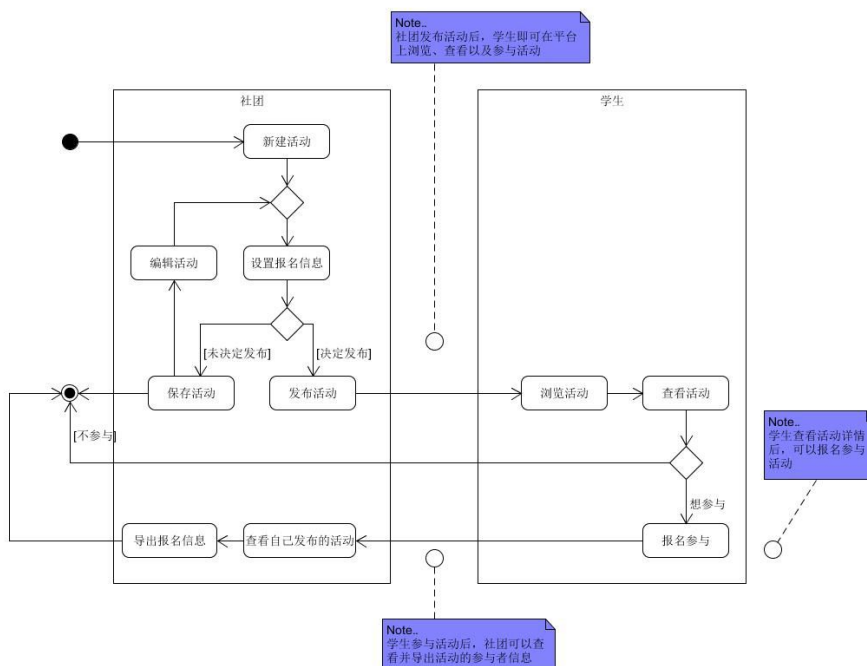 Note..
社团发布活动后，学生即可在平台
上浏览、查看以及参与活动
社团
学生
新建活动
编辑活动
设置报名信息
[未决定发布]
[决定发布]
保存活动
发布活动
浏览活动
查看活动
[不参与]
Note..
学生查看活动详情
后，可以报名参与
活动
想参与
导出报名信息
查看自己发布的活动
报名参与
Note..
学生参与活动后，社团可以查
看并导出活动的参与者信息